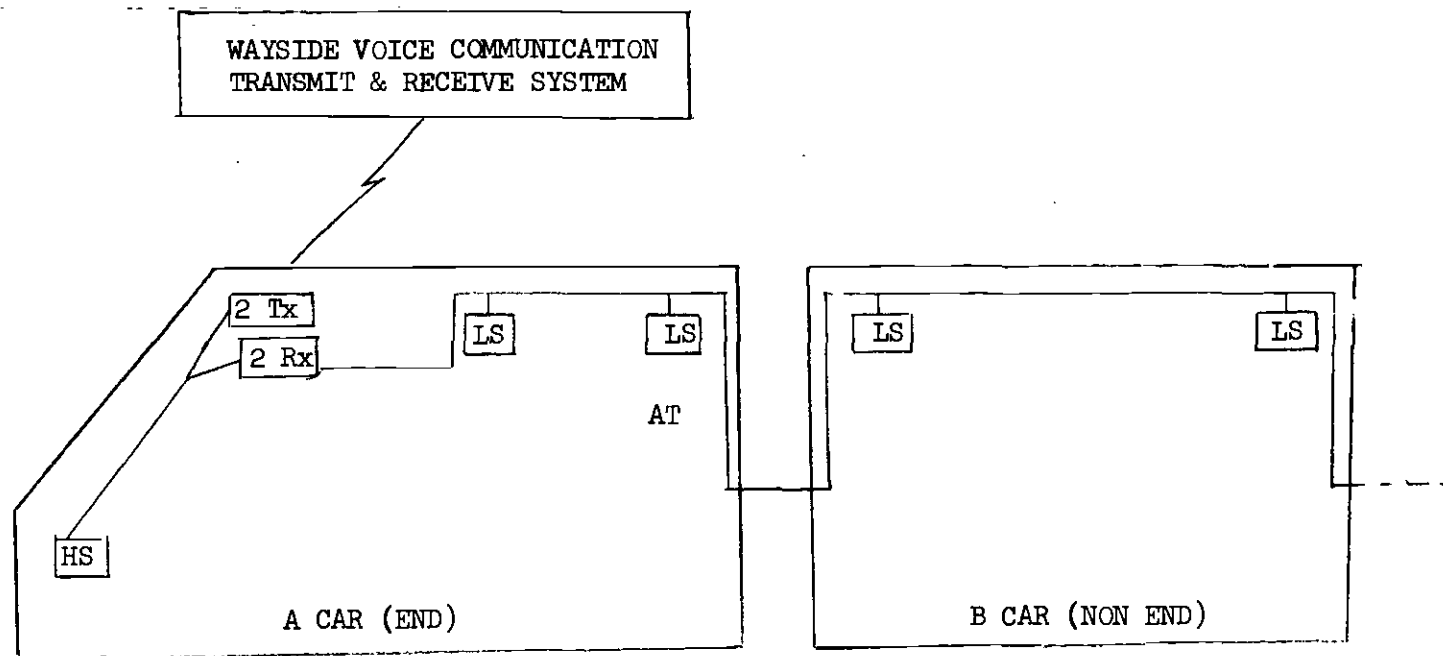 WAYSIDE VOICE COMMUNICATION
TRANSMIT & RECEIVE SYSTEM
2 Tx
2 Rx
LS
LS
LS
LS
AT
HS
A CAR (END)
B CAR (NON END)